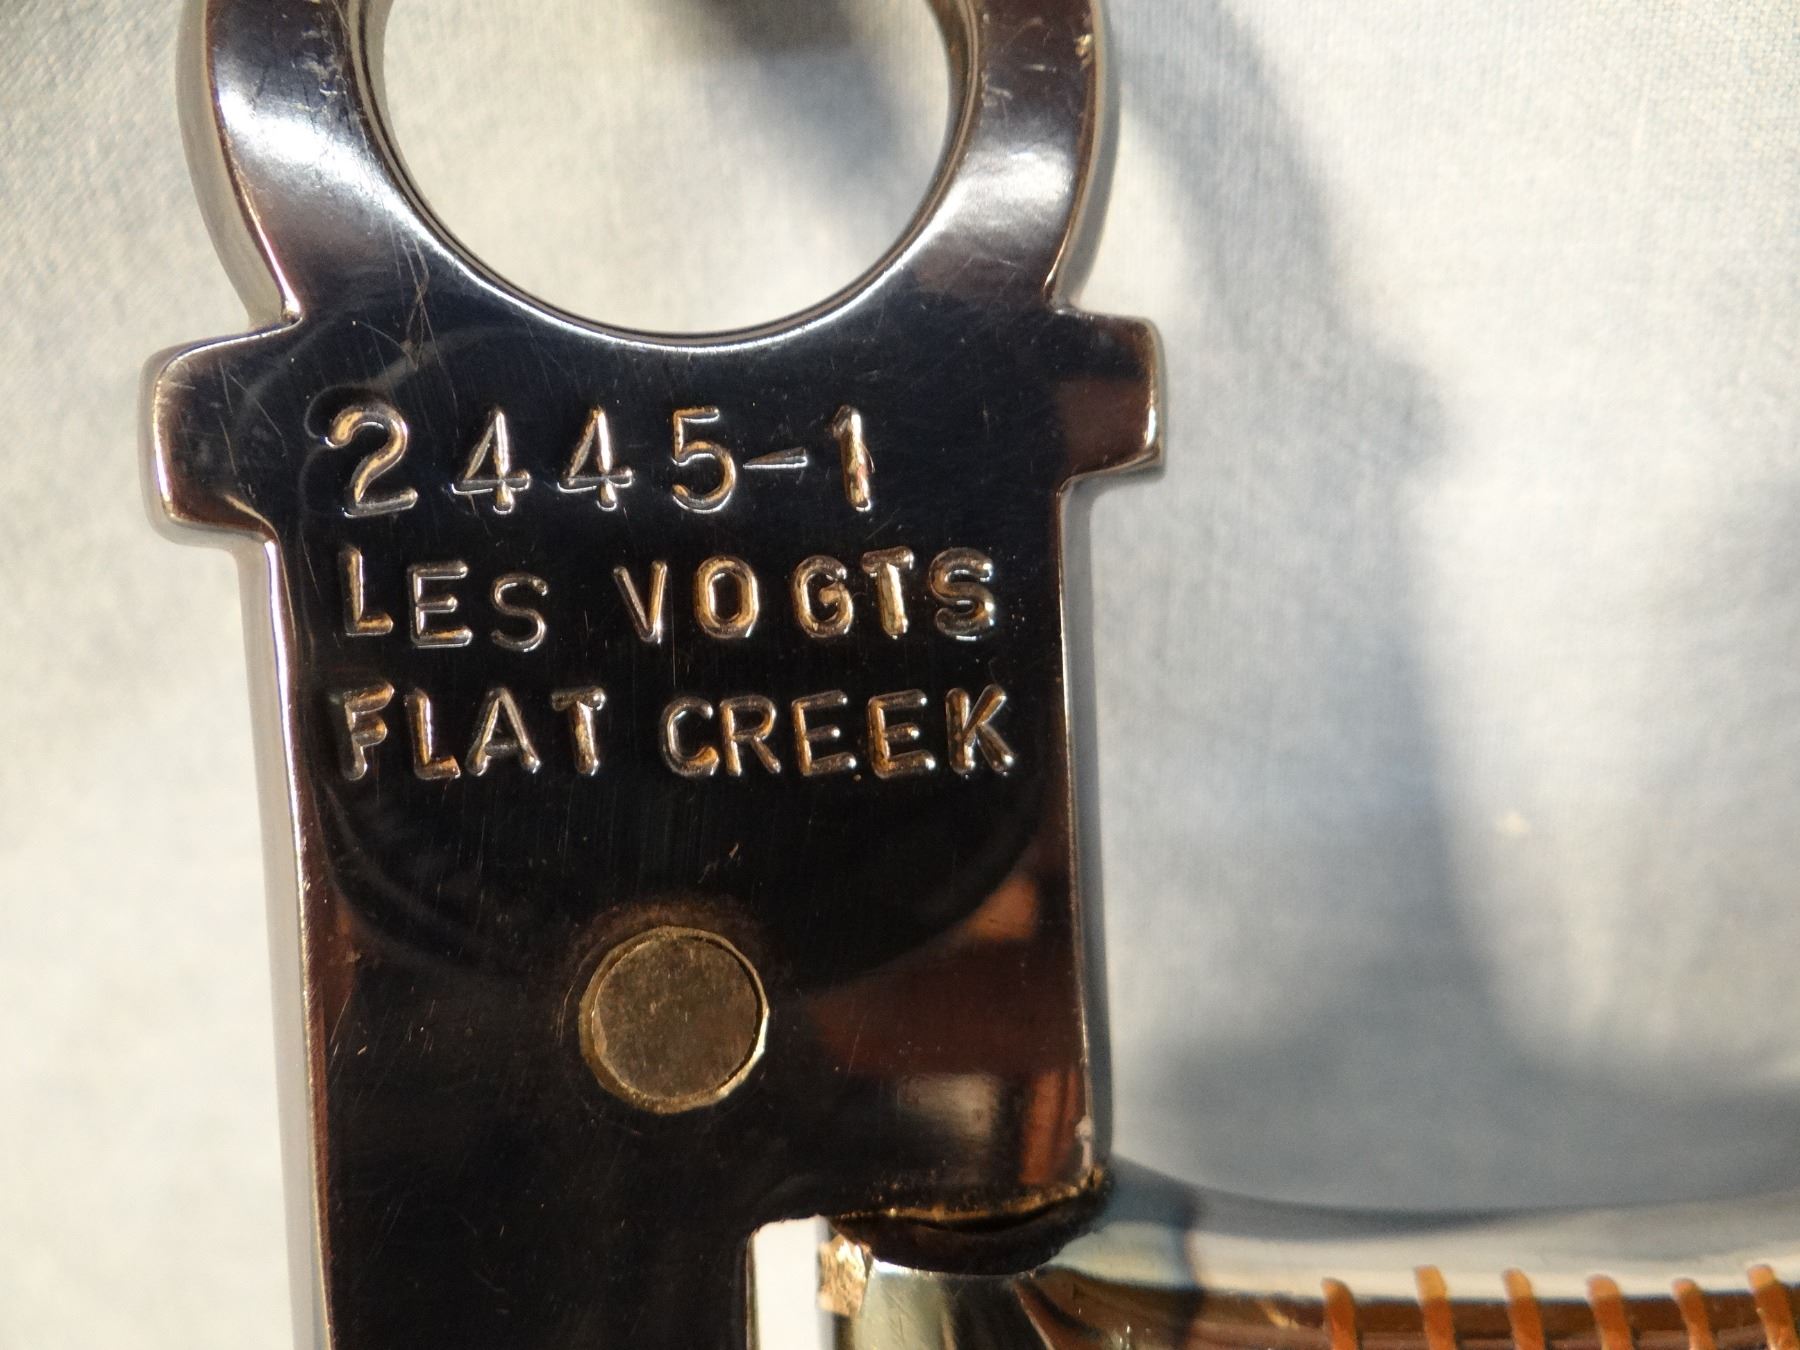 2445-1
LES VOGTS
FLAT CREEK